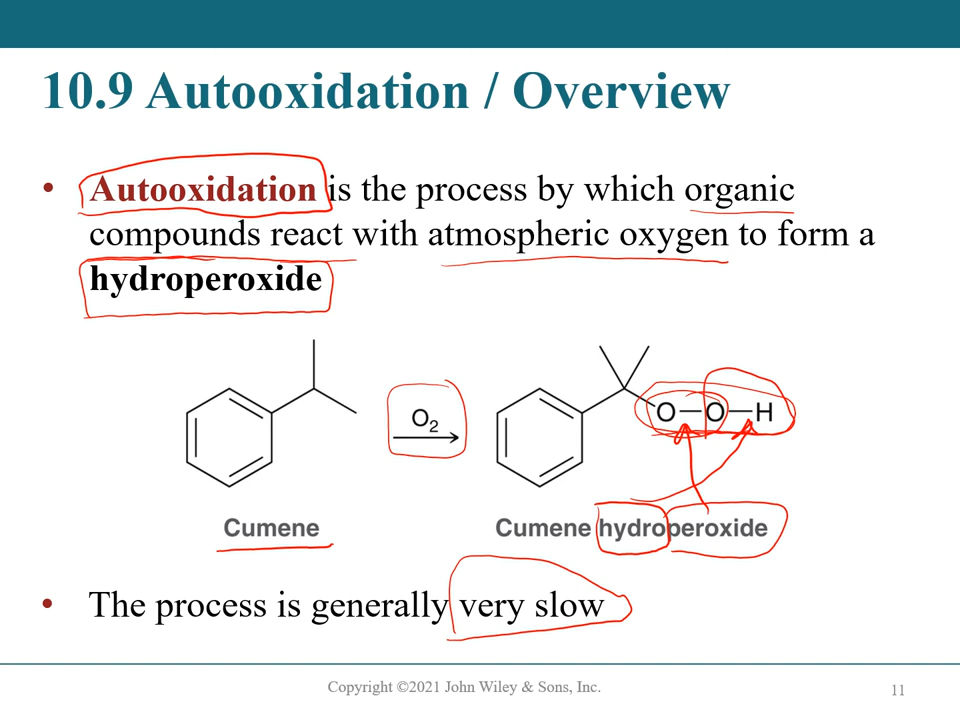 10.9 Autooxidation / Overview
• Autooxidation is the process by which organic
compounds react with atmospheric oxygen to form a
hydroperoxide
O₂
O—O—H
Cumene
Cumene hydroperoxide
• The process is generally very slow
Copyright ©2021 John Wiley & Sons, Inc.
11